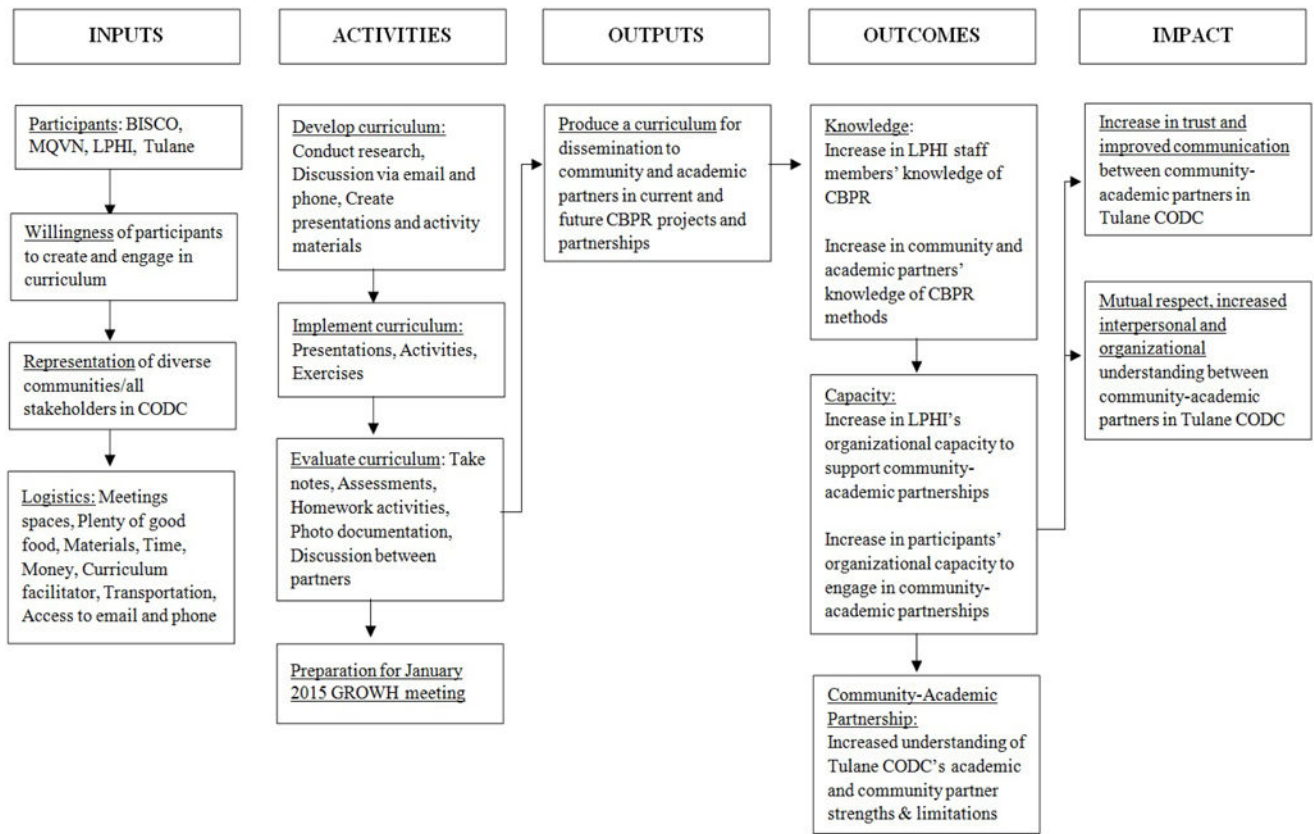 INPUTS
ACTIVITIES
OUTPUTS
OUTCOMES
IMPACT
Participants: BISCO,
MQVN, LPHI, Tulane
Willingness of participants
to create and engage in
curriculum
Representation of diverse
communities/all
stakeholders in CODC
Logistics: Meetings
spaces, Plenty of good
food, Materials, Time,
Money, Curriculum
facilitator, Transportation,
Access to email and phone
Develop curriculum:
Conduct research,
Discussion via email and
phone, Create
presentations and activity
materials
Implement curriculum:
Presentations, Activities,
Exercises
Evaluate curriculum: Take
notes, Assessments,
Homework activities,
Photo documentation,
Discussion between
partners
Preparation for January
2015 GROWH meeting
Produce a curriculum for
dissemination to
community and academic
partners in current and
future CBPR projects and
partnerships
Knowledge:
Increase in LPHI staff
members' knowledge of
CBPR
Increase in community and
academic partners'
knowledge of CBPR
methods
Capacity:
Increase in LPHI's
organizational capacity to
support community-
academic partnerships
Increase in participants'
organizational capacity to
engage in community-
academic partnerships
Community-Academic
Partnership:
Increased understanding of
Tulane CODC's academic
and community partner
strengths & limitations
Increase in trust and
improved communication
between community-
academic partners in
Tulane CODC
Mutual respect, increased
interpersonal and
organizational
understanding between
community-academic
partners in Tulane CODC